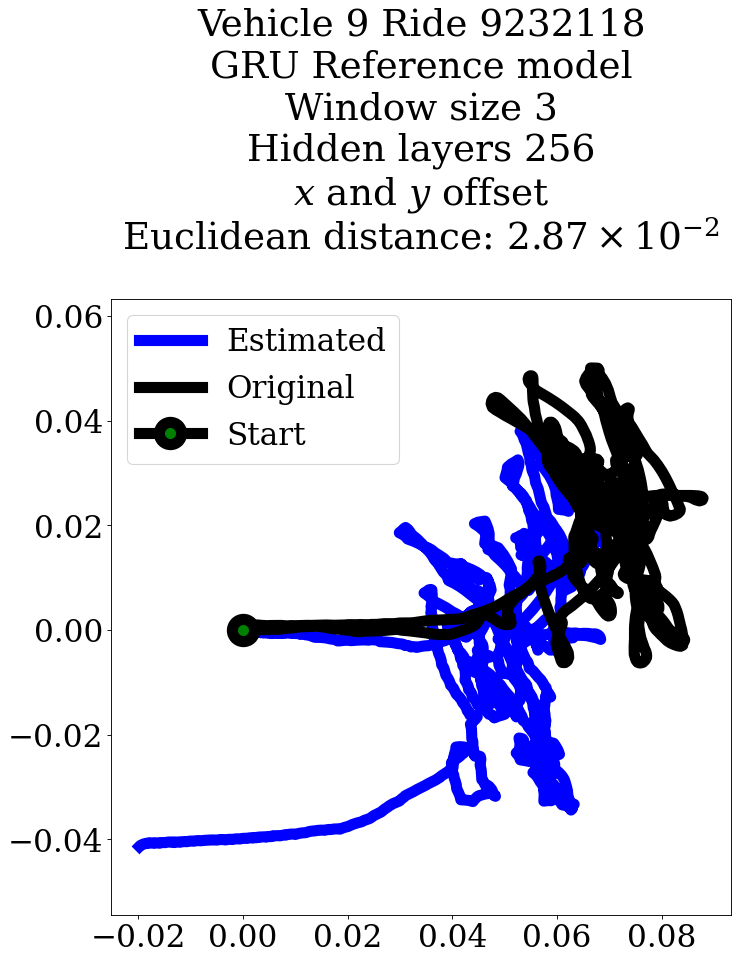 Vehicle 9 Ride 9232118
GRU Reference model
Window size 3
Hidden layers 256
x and y offset
Euclidean distance: 2.87 × 10⁻²
0.06
0.04
0.02
0.00
−0.02
−0.04
Estimated
Original
Start
−0.02 0.00 0.02 0.04 0.06 0.08